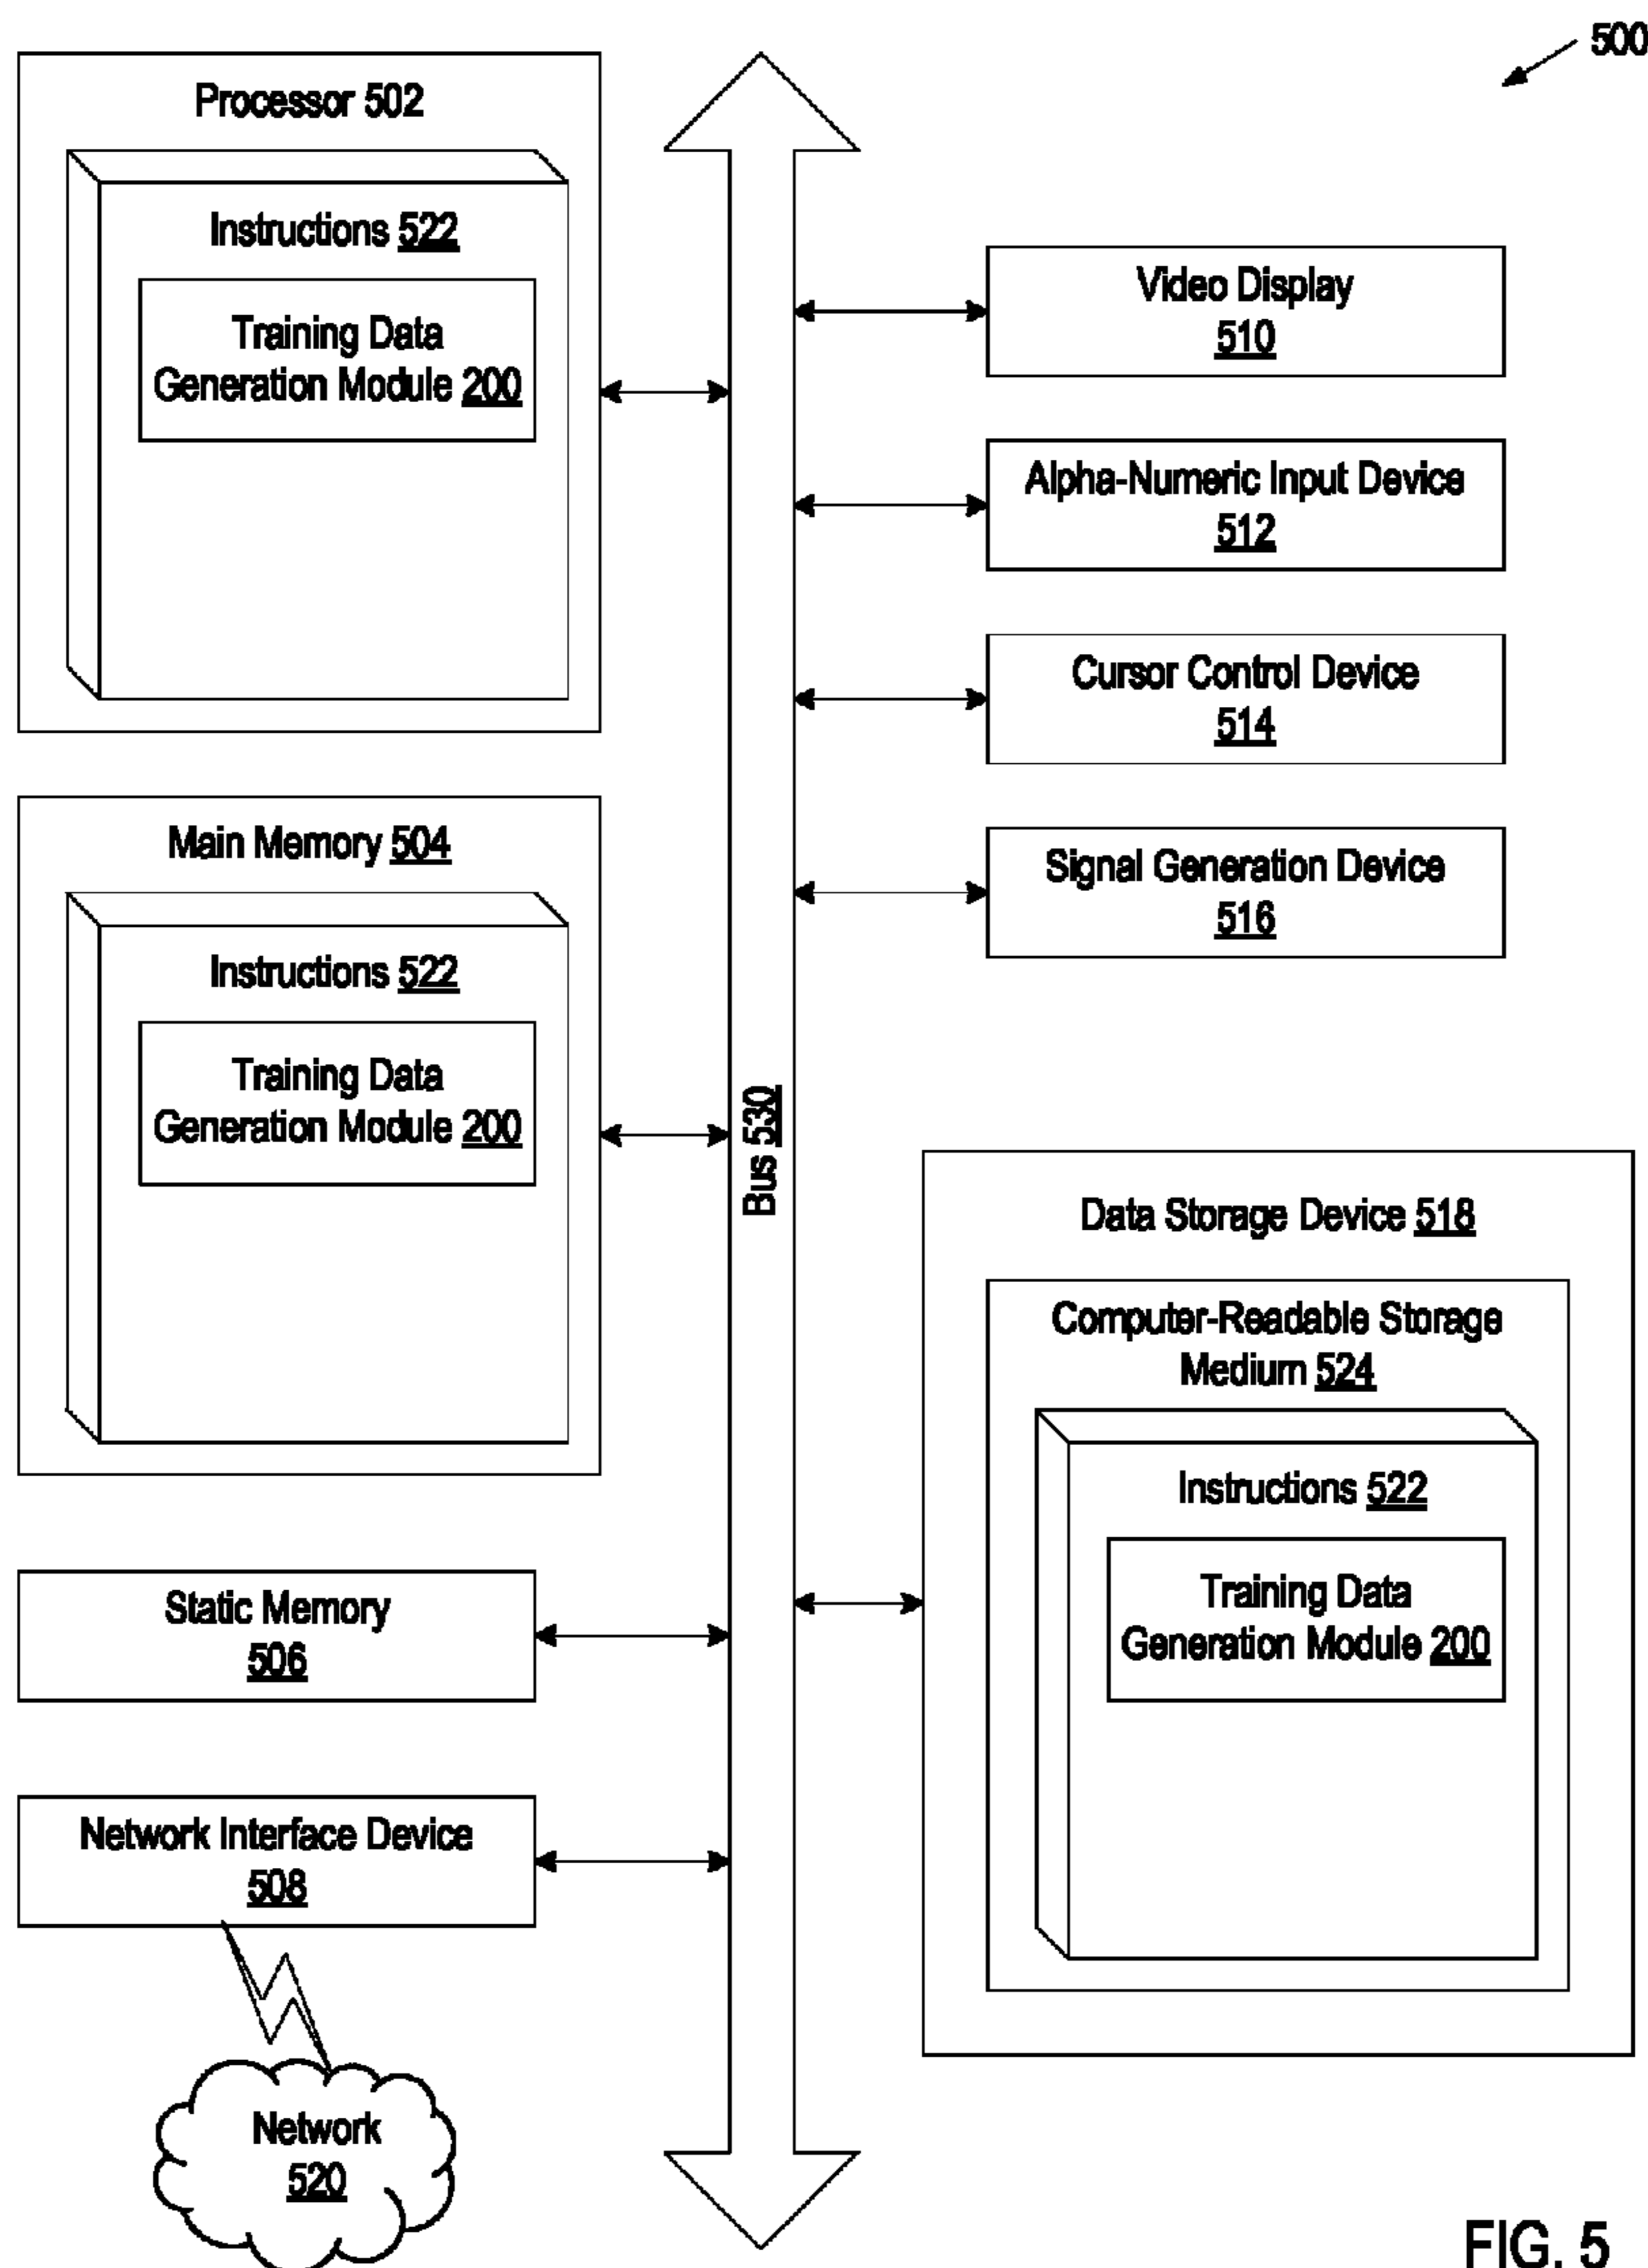 500
Processor 502
Instructions 522
Training Data
Generation Module 200
Main Memory 504
Instructions 522
Training Data
Generation Module 200
Static Memory
506
Network Interface Device
508
Network
520
Bus 530
Video Display
510
Alpha-Numeric Input Device
512
Cursor Control Device
514
Signal Generation Device
516
Data Storage Device 518
Computer-Readable Storage
Medium 524
Instructions 522
Training Data
Generation Module 200
FIG. 5